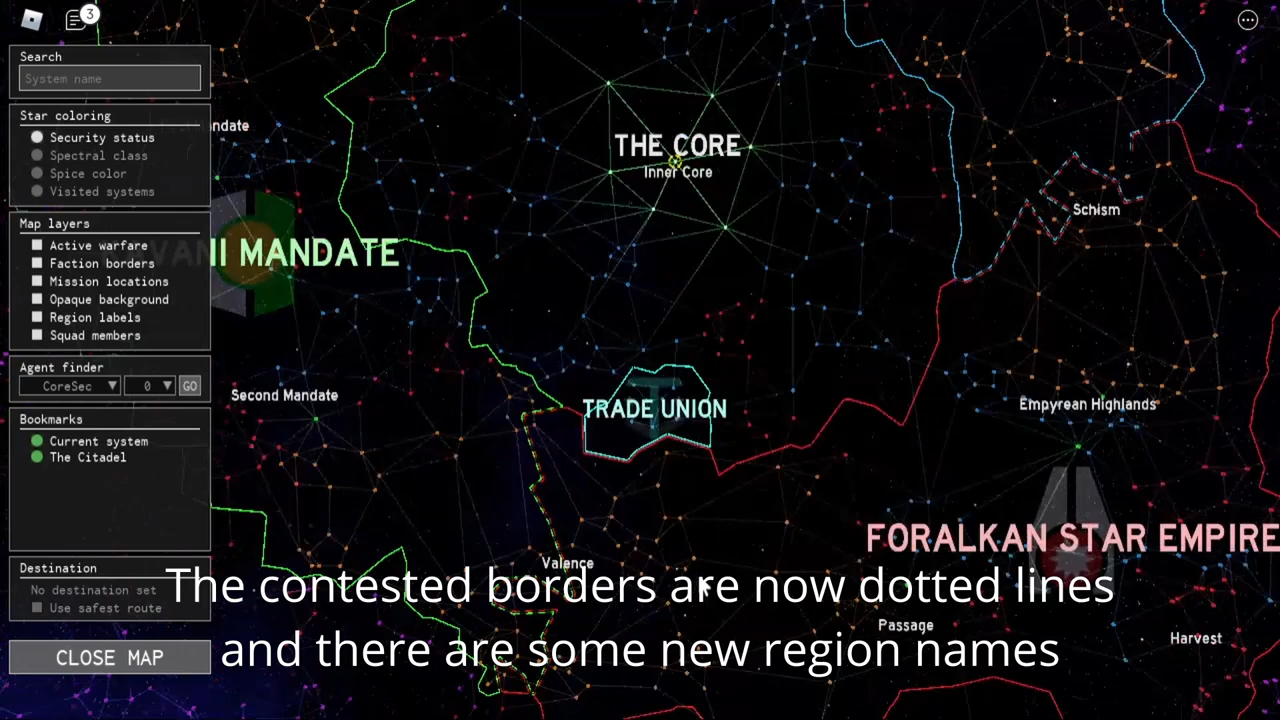 3
Search
System name
Star coloring
Security status
Spectral class
Spice color
Visited systems
Map layers
Active warfare
Faction borders
Mission locations
Opaque background
Region labels
Squad members
Agent finder
CoreSec
0
GO
Bookmarks
Current system
The Citadel
Destination
No destination set
Use safest route
CLOSE MAP
THE CORE
Inner Core
MANDATE
Second Mandate
TRADE UNION
Schism
Empyrean Highlands
FORALKAN STAR EMPIRE
Valence
Passage
Harvest
The contested borders are now dotted lines
and there are some new region names